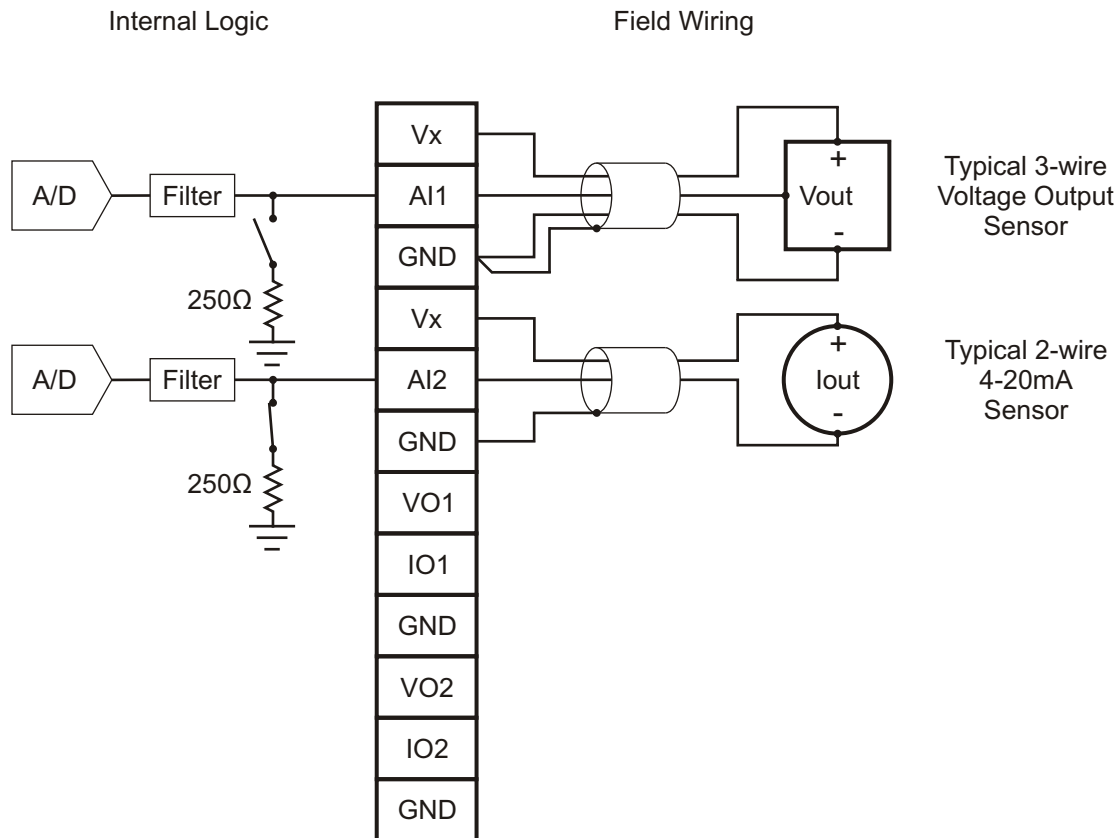 Internal Logic
Field Wiring
Vx
A/D
Filter
AI1
GND
250Ω
+
Vout
-
Typical 3-wire
Voltage Output
Sensor
Vx
A/D
Filter
AI2
GND
250Ω
+
Iout
-
Typical 2-wire
4-20mA
Sensor
VO1
IO1
GND
VO2
IO2
GND